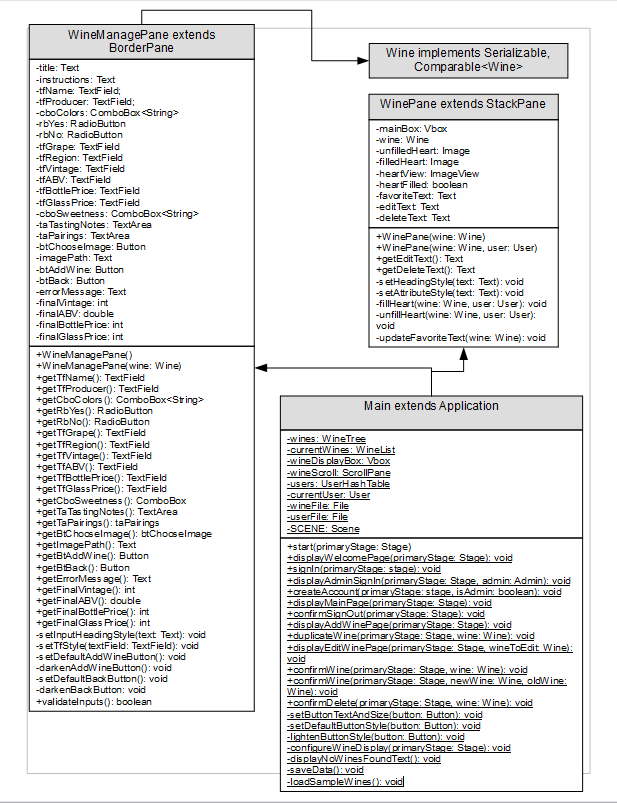 WineManagePane extends
BorderPane
-title: Text
-instructions: Text
-tfName: TextField;
-tfProducer: TextField;
-cboColors: ComboBox<String>
-rbYes: RadioButton
-rbNo: RadioButton
-tfGrape: TextField
-tfRegion: TextField
-tfVintage: TextField
-tfABV: TextField
-tfBottlePrice: TextField
-tfGlassPrice: TextField
-cboSweetness: ComboBox<String>
-taTastingNotes: TextArea
-taPairings: TextArea
-btChooseImage: Button
-imagePath: Text
-btAddWine: Button
-btBack: Button
-errorMessage: Text
-finalVintage: int
-finalABV: double
-finalBottlePrice: int
-finalGlassPrice: int
+WineManagePane()
+WineManagePane(wine: Wine)
+getTfName(): TextField
+getTfProducer(): TextField
+getCboColors(): ComboBox<String>
+getRbYes(): RadioButton
+getRbNo(): RadioButton
+getTfGrape(): TextField
+getTfRegion(): TextField
+getTfVintage(): TextField
+getTfABV(): TextField
+getTfBottlePrice(): TextField
+getTfGlassPrice(): TextField
+getCboSweetness(): ComboBox
+getTaTastingNotes(): TextArea
+getTaPairings(): taPairings
+getBtChooseImage(): btChooseImage
+getImagePath(): Text
+getBtAddWine(): Button
+getBtBack(): Button
+getErrorMessage(): Text
+getFinalVintage(): int
+getFinalABV(): double
+getFinalBottlePrice(): int
+getFinalGlassPrice(): int
-setInputHeadingStyle(text: Text): void
-setTfStyle(textField: TextField): void
-setDefaultAddWineButton(): void
-darkenAddWineButton(): void
-setDefaultBackButton(): void
-darkenBackButton: void
+validateInputs(): boolean
Wine implements Serializable,
Comparable<Wine>
WinePane extends StackPane
-mainBox: Vbox
-wine: Wine
-unfilledHeart: Image
-filledHeart: Image
-heartView: ImageView
-heartFilled: boolean
-favoriteText: Text
-editText: Text
-deleteText: Text
+WinePane(wine: Wine)
+WinePane(wine: Wine, user: User)
+getEditText(): Text
+getDeleteText(): Text
-setHeadingStyle(text: Text): void
-setAttributeStyle(text: Text): void
-fillHeart(wine: Wine, user: User): void
-unfillHeart(wine: Wine, user: User):
void
-updateFavoriteText(wine: Wine): void
Main extends Application
-wines: WineTree
-currentWines: WineList
-wineDisplayBox: Vbox
-wineScroll: ScrollPane
-users: UserHashTable
-currentUser: User
-wineFile: File
-userFile: File
-SCENE: Scene
+start(primaryStage: Stage)
+displayWelcomePage(primaryStage: Stage): void
+signIn(primaryStage: stage): void
+displayAdminSignIn(primaryStage: Stage, admin: Admin): void
+createAccount(primaryStage: stage, isAdmin: boolean): void
+displayMainPage(primaryStage: Stage): void
+confirmSignOut(primaryStage: Stage): void
+displayAddWinePage(primaryStage: Stage): void
+duplicateWine(primaryStage: Stage, wine: Wine): void
+displayEditWinePage(primaryStage: Stage, wineToEdit: Wine):
void
+confirmWine(primaryStage: Stage, wine: Wine): void
+confirmWine(primaryStage: Stage, newWine: Wine, oldWine:
Wine): void
+confirmDelete(primaryStage: Stage, wine: Wine): void
-setButtonTextAndSize(button: Button): void
-setDefaultButtonStyle(button: Button): void
-lightenButtonStyle(button: Button): void
-configureWineDisplay(primaryStage: Stage): void
-displayNoWinesFoundText(): void
-saveData(): void
-loadSampleWines(): void